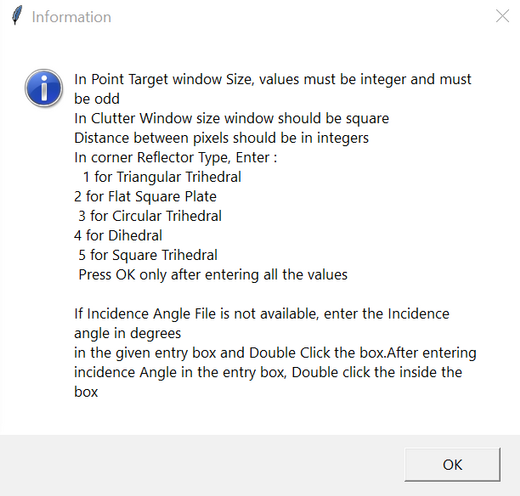 Information
In Point Target window Size, values must be integer and must
be odd
In Clutter Window size window should be square
Distance between pixels should be in integers
In corner Reflector Type, Enter :
1 for Triangular Trihedral
2 for Flat Square Plate
3 for Circular Trihedral
4 for Dihedral
5 for Square Trihedral
Press OK only after entering all the values
If Incidence Angle File is not available, enter the Incidence
angle in degrees
in the given entry box and Double Click the box.After entering
incidence Angle in the entry box, Double click the inside the
box
OK